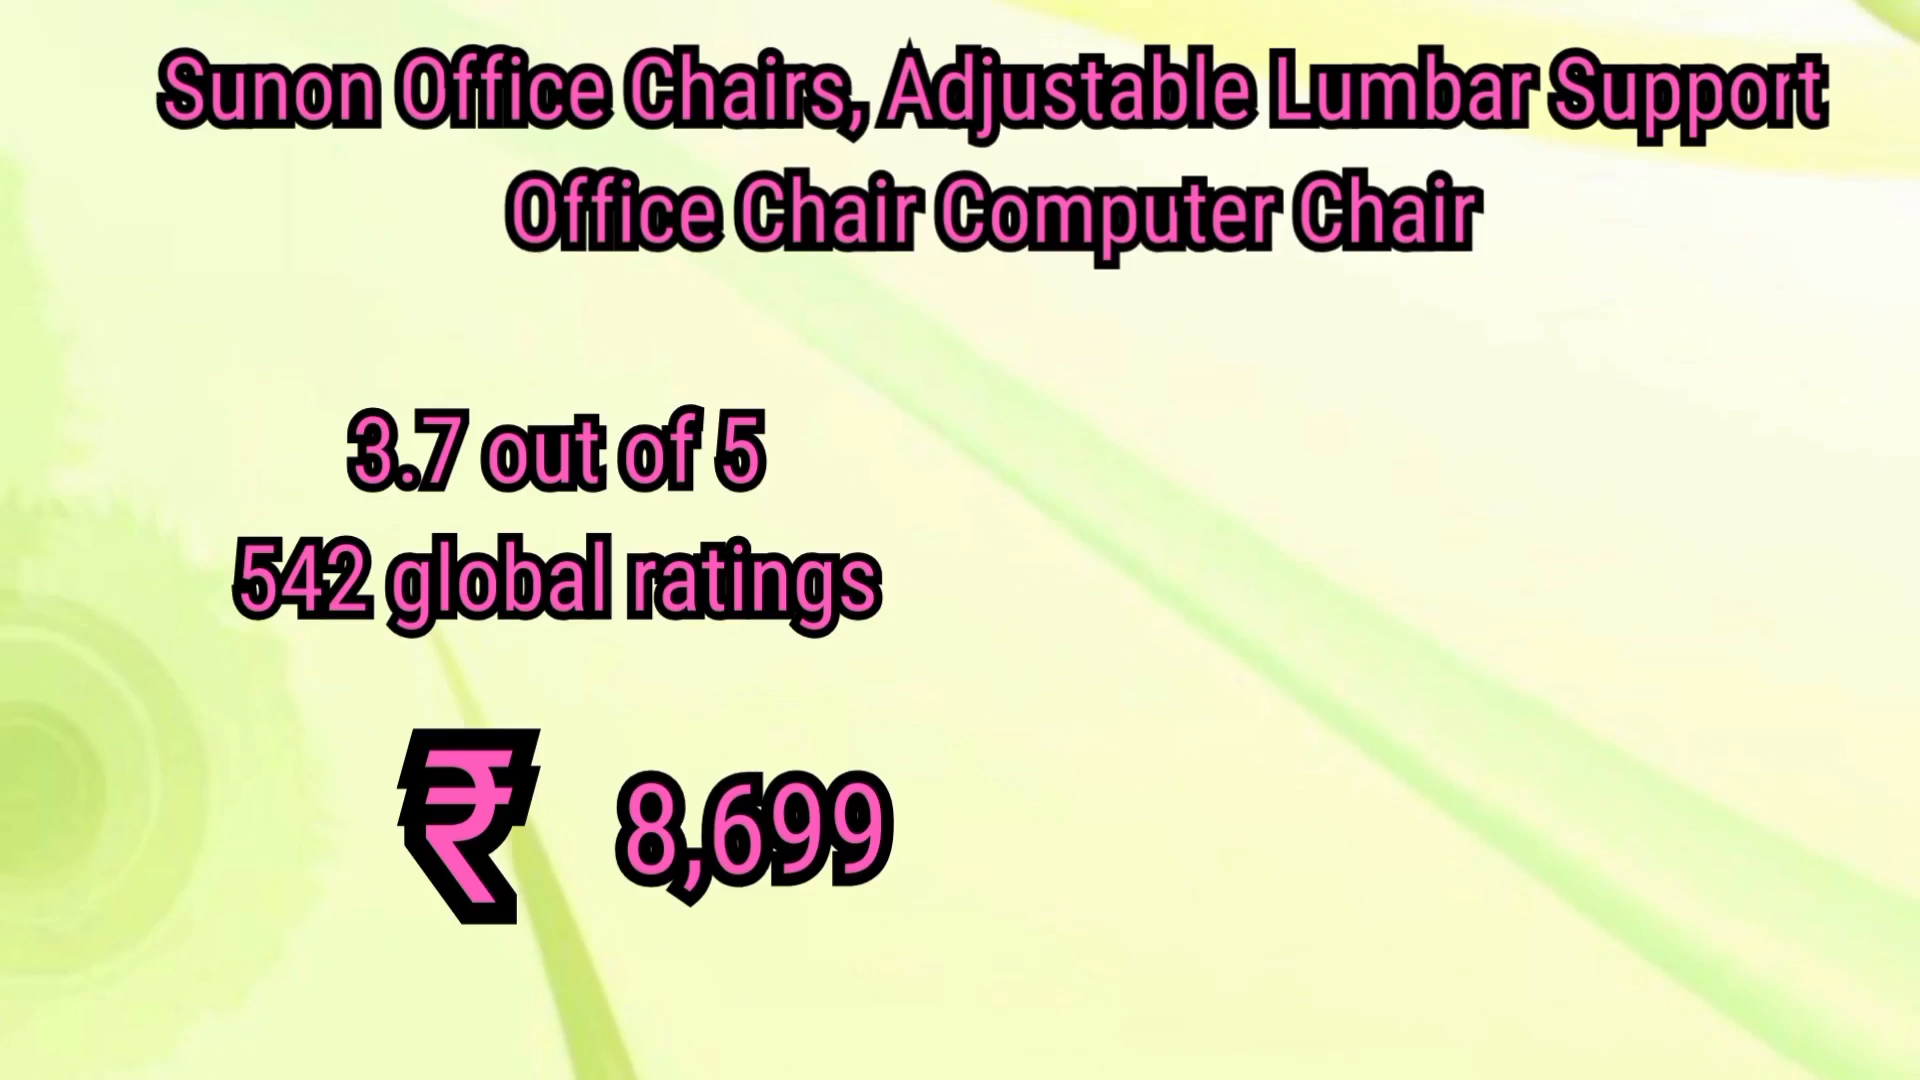 Sunon Office Chairs, Adjustable Lumbar Support
Office Chair Computer Chair
3.7 out of 5
542 global ratings
₹ 8,699